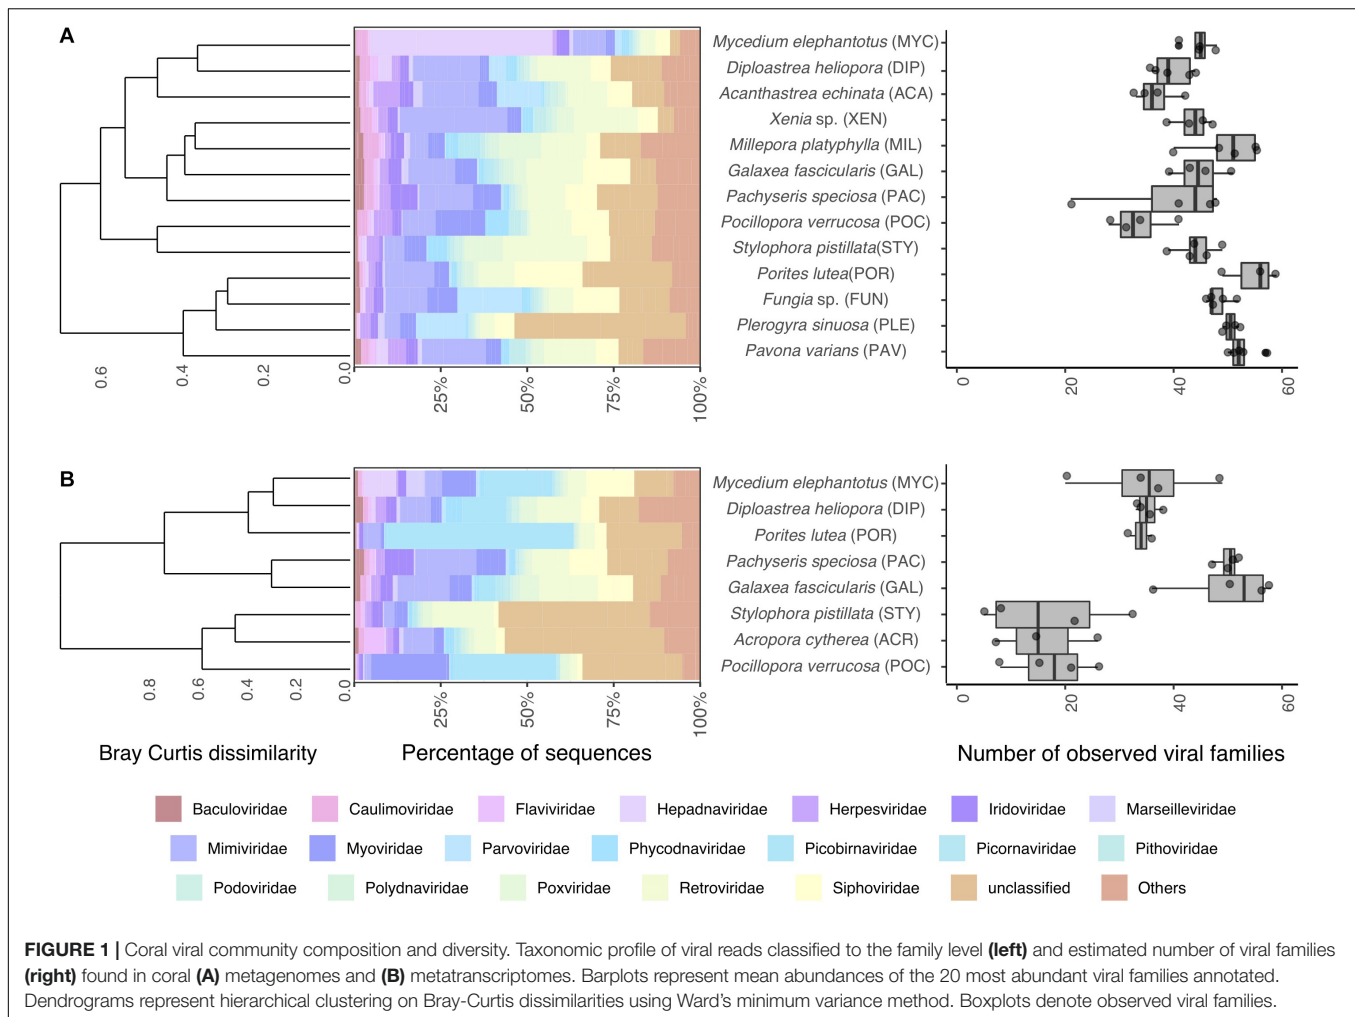 A
Mycedium elephantotus (MYC)
Diploastrea heliopora (DIP)
Acanthastrea echinata (ACA)
Xenia sp. (XEN)
Millepora platyphylla (MIL)
Galaxea fascicularis (GAL)
Pachyseris speciosa (PAC)
Pocillopora verrucosa (POC)
Stylophora pistillata(STY)
Porites lutea(POR)
Fungia sp. (FUN)
Plerogyra sinuosa (PLE)
Pavona varians (PAV)
0.6 0.4 0.2 0.0 25% 50% 75% 100% 0 20 40 60
B
Mycedium elephantotus (MYC)
Diploastrea heliopora (DIP)
Porites lutea (POR)
Pachyseris speciosa (PAC)
Galaxea fascicularis (GAL)
Stylophora pistillata (STY)
Acropora cytherea (ACR)
Pocillopora verrucosa (POC)
0.8 0.6 0.4 0.2 0.0 25% 50% 75% 100% 0 20 40 60
Bray Curtis dissimilarity Percentage of sequences Number of observed viral families
Baculoviridae Caulimoviridae Flaviviridae Hepadnaviridae Herpesviridae Iridoviridae Marseilleviridae
Mimiviridae Myoviridae Parvoviridae Phycodnaviridae Picobirnaviridae Picornaviridae Pithoviridae
Podoviridae Polydnaviridae Poxviridae Retroviridae Siphoviridae unclassified Others
FIGURE 1 | Coral viral community composition and diversity. Taxonomic profile of viral reads classified to the family level (left) and estimated number of viral families
(right) found in coral (A) metagenomes and (B) metatranscriptomes. Barplots represent mean abundances of the 20 most abundant viral families annotated.
Dendrograms represent hierarchical clustering on Bray-Curtis dissimilarities using Ward's minimum variance method. Boxplots denote observed viral families.